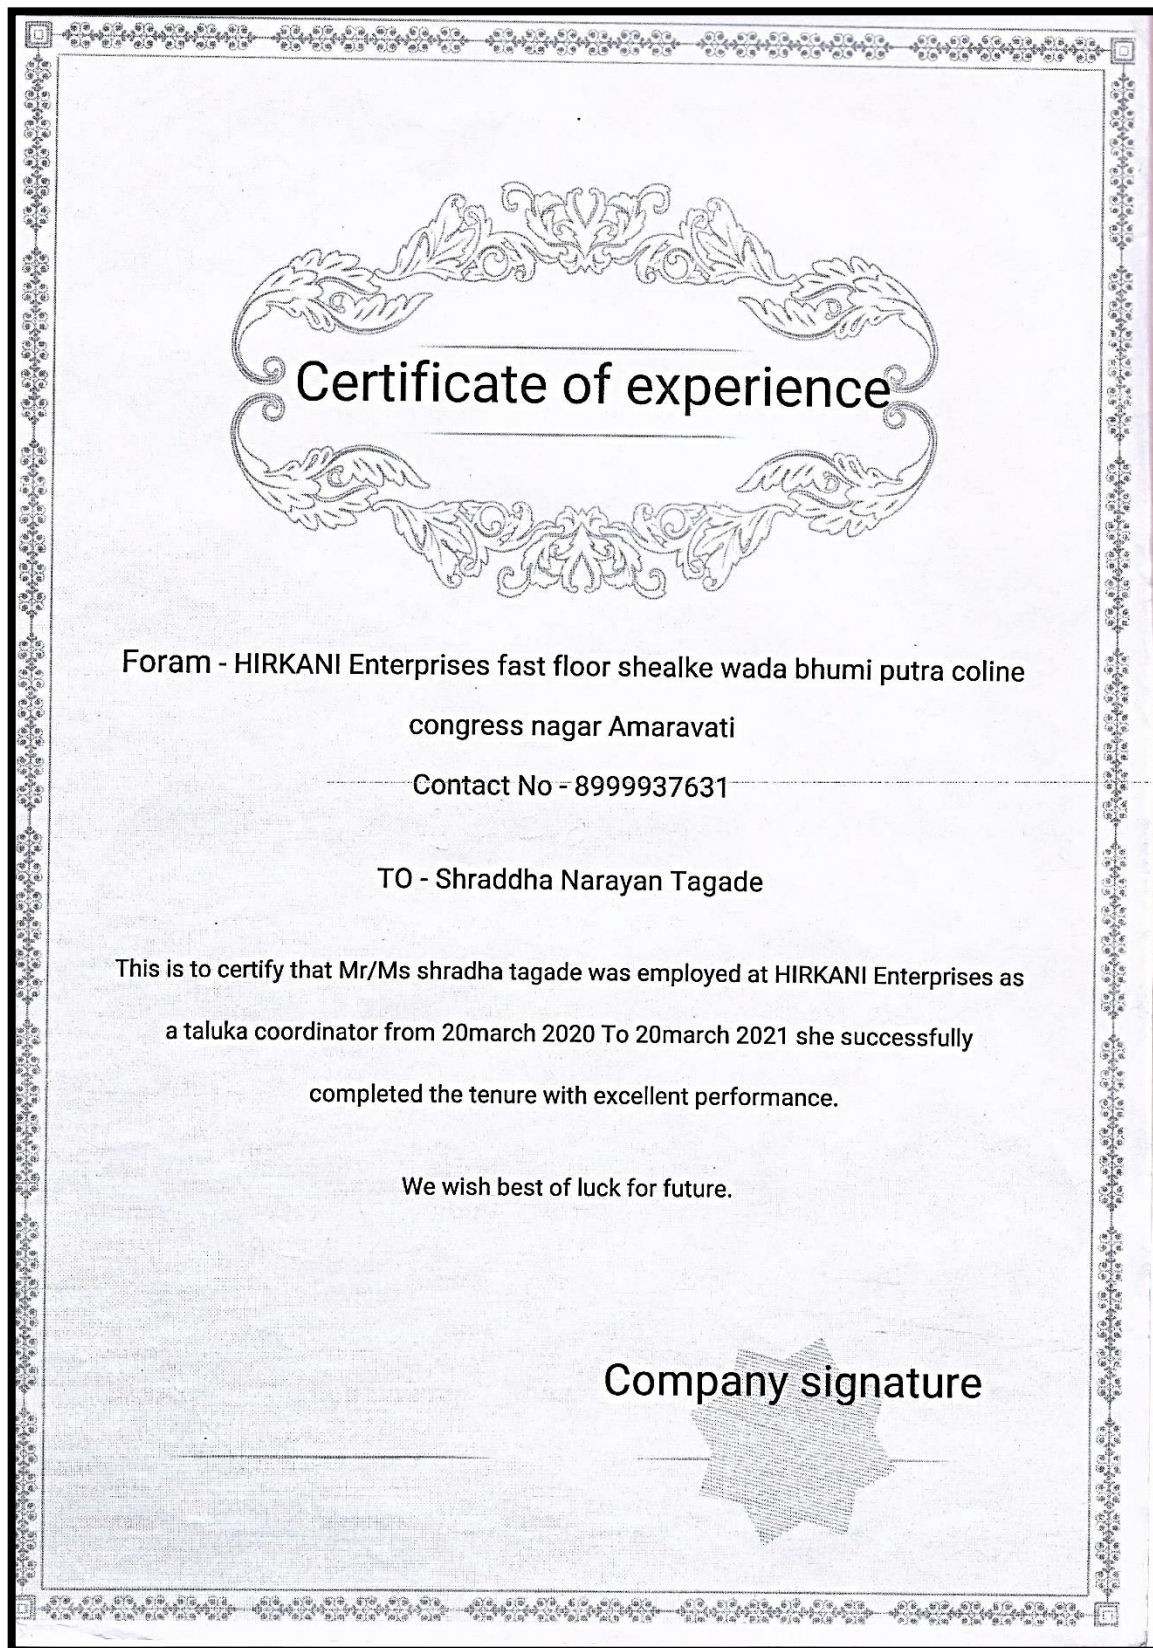 Certificate of experience
Foram - HIRKANI Enterprises fast floor shealke wada bhumi putra coline
congress nagar Amaravati
Contact No - 8999937631
TO - Shraddha Narayan Tagade
This is to certify that Mr/Ms shradha tagade was employed at HIRKANI Enterprises as
a taluka coordinator from 20march 2020 To 20march 2021 she successfully
completed the tenure with excellent performance.
We wish best of luck for future.
Company signature